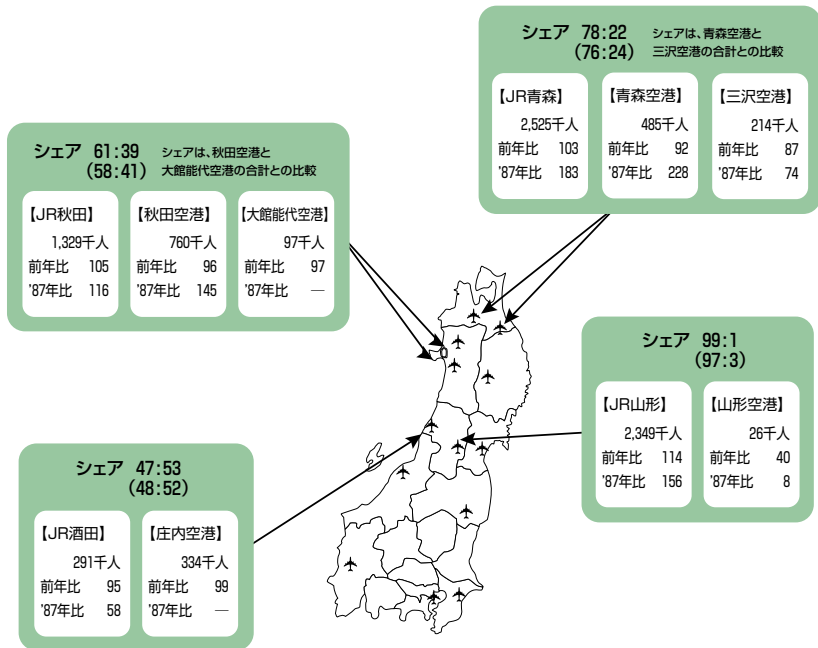 シェア 78:22
(76:24)
シェアは、青森空港と
三沢空港の合計との比較
【JR青森】
2,525千人
前年比 103
'87年比 183
【青森空港】
485千人
92
228
【三沢空港】
214千人
前年比 87
'87年比 74
シェア 61:39
(58:41)
シェアは、秋田空港と
大館能代空港の合計との比較
【JR秋田】
1,329千人
前年比 105
'87年比 116
【秋田空港】
760千人
前年比 96
'87年比 145
【大館能代空港】
97千人
前年比 97
'87年比 —
シェア 99:1
(97:3)
【JR山形】
2,349千人
前年比 114
'87年比 156
【山形空港】
26千人
前年比 40
'87年比 8
シェア 47:53
(48:52)
【JR酒田】
291千人
前年比 95
'87年比 58
【庄内空港】
334千人
前年比 99
'87年比 —